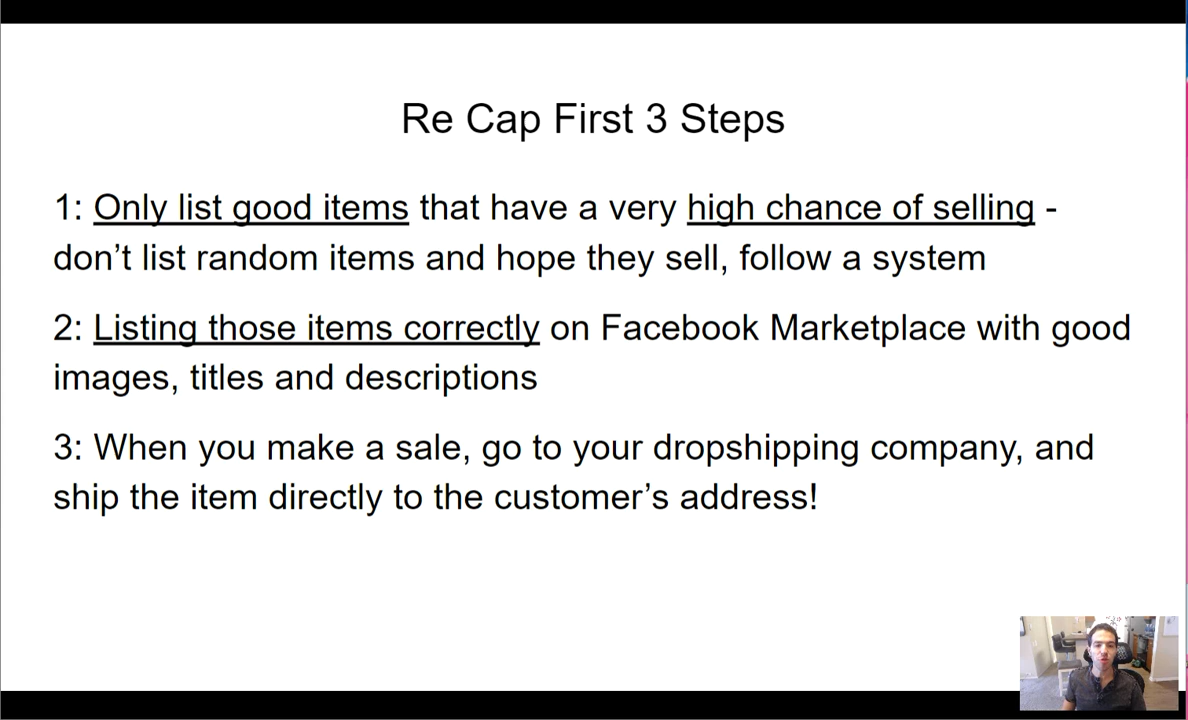 Re Cap First 3 Steps
1: Only list good items that have a very high chance of selling -
don’t list random items and hope they sell, follow a system
2: Listing those items correctly on Facebook Marketplace with good
images, titles and descriptions
3: When you make a sale, go to your dropshipping company, and
ship the item directly to the customer’s address!